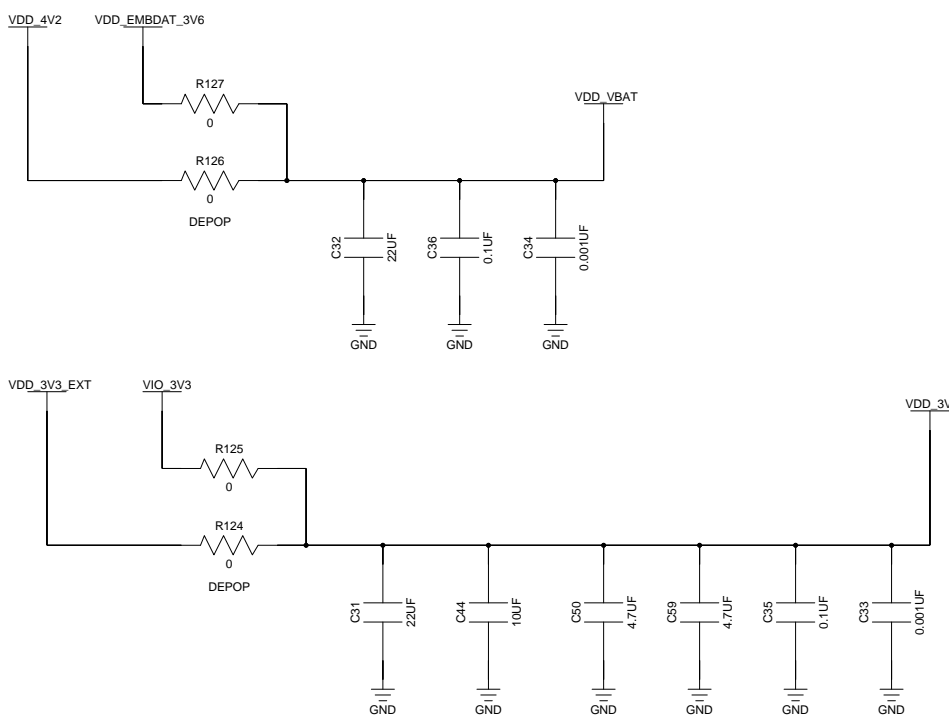 VDD_4V2
VDD_EMBDAT_3V6
R127
0
VDD_VBAT
R126
0
DEPOP
C32
22UF
C36
0.1UF
C34
0.001UF
GND
GND
GND
VDD_3V3_EXT
VIO_3V3
VDD_3V
R125
0
R124
0
DEPOP
C31
22UF
C44
10UF
C50
4.7UF
C59
4.7UF
C35
0.1UF
C33
0.001UF
GND
GND
GND
GND
GND
GND